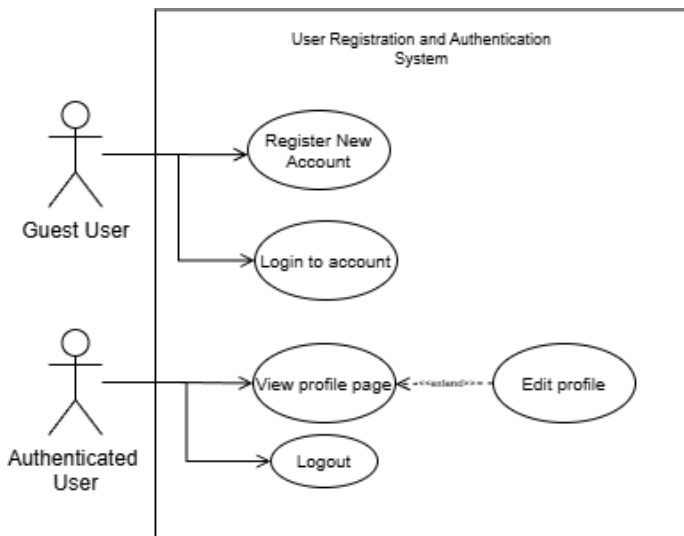 User Registration and Authentication
System
Register New
Account
Guest User
Login to account
View profile page
<<extend>>
Edit profile
Authenticated
User
Logout